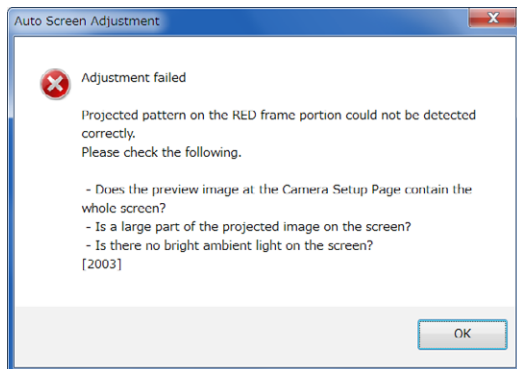 Auto Screen Adjustment
Adjustment failed
Projected pattern on the RED frame portion could not be detected
correctly.
Please check the following.
- Does the preview image at the Camera Setup Page contain the
whole screen?
- Is a large part of the projected image on the screen?
- Is there no bright ambient light on the screen?
[2003]
OK